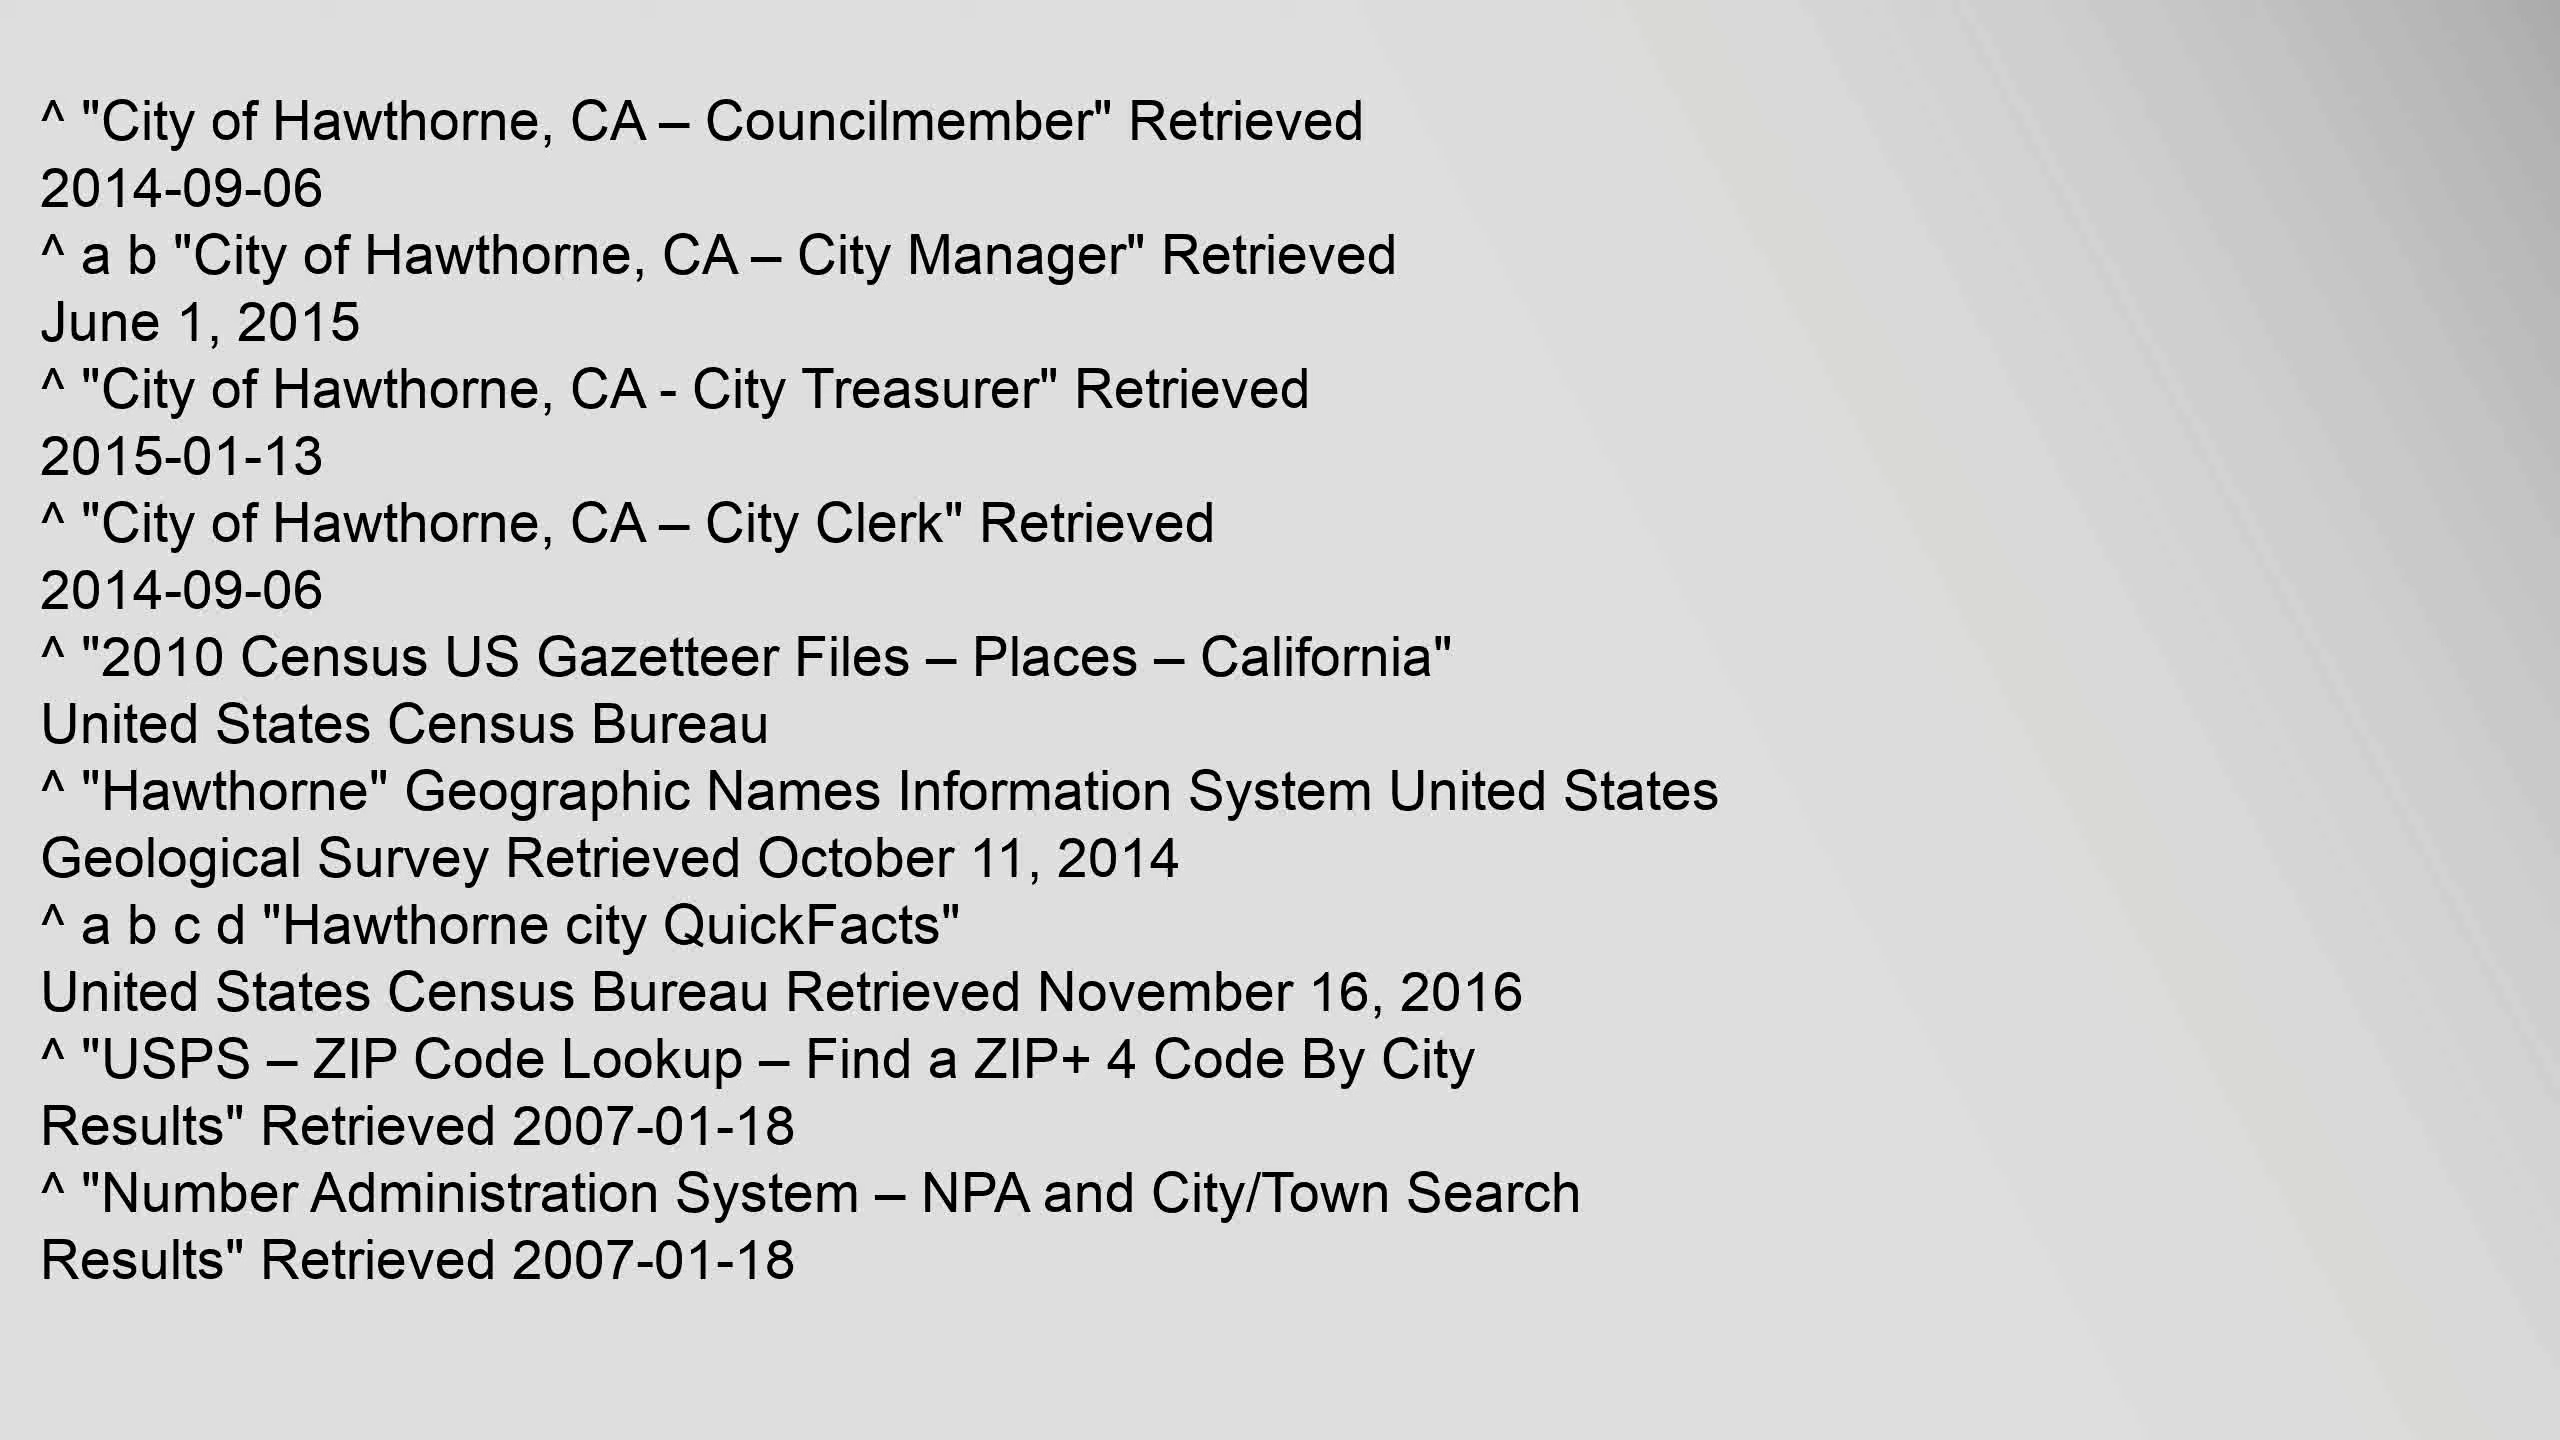 ^ "City of Hawthorne, CA – Councilmember" Retrieved
2014-09-06
^ a b "City of Hawthorne, CA – City Manager" Retrieved
June 1, 2015
^ "City of Hawthorne, CA - City Treasurer" Retrieved
2015-01-13
^ "City of Hawthorne, CA – City Clerk" Retrieved
2014-09-06
^ "2010 Census US Gazetteer Files – Places – California"
United States Census Bureau
^ "Hawthorne" Geographic Names Information System United States
Geological Survey Retrieved October 11, 2014
^ a b c d "Hawthorne city QuickFacts"
United States Census Bureau Retrieved November 16, 2016
^ "USPS – ZIP Code Lookup – Find a ZIP+ 4 Code By City
Results" Retrieved 2007-01-18
^ "Number Administration System – NPA and City/Town Search
Results" Retrieved 2007-01-18